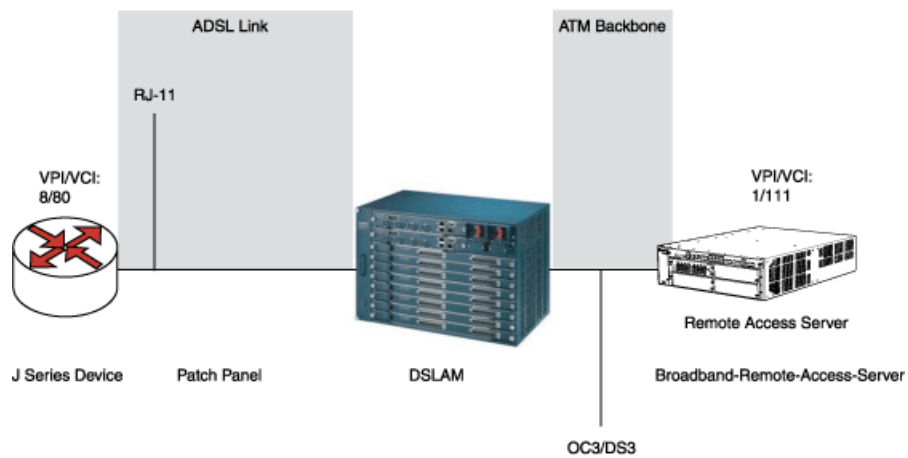 ADSL Link
ATM Backbone
RJ-11
VPI/VCI:
8/80
VPI/VCI:
1/111
Remote Access Server
J Series Device
Patch Panel
DSLAM
Broadband-Remote-Access-Server
OC3/DS3